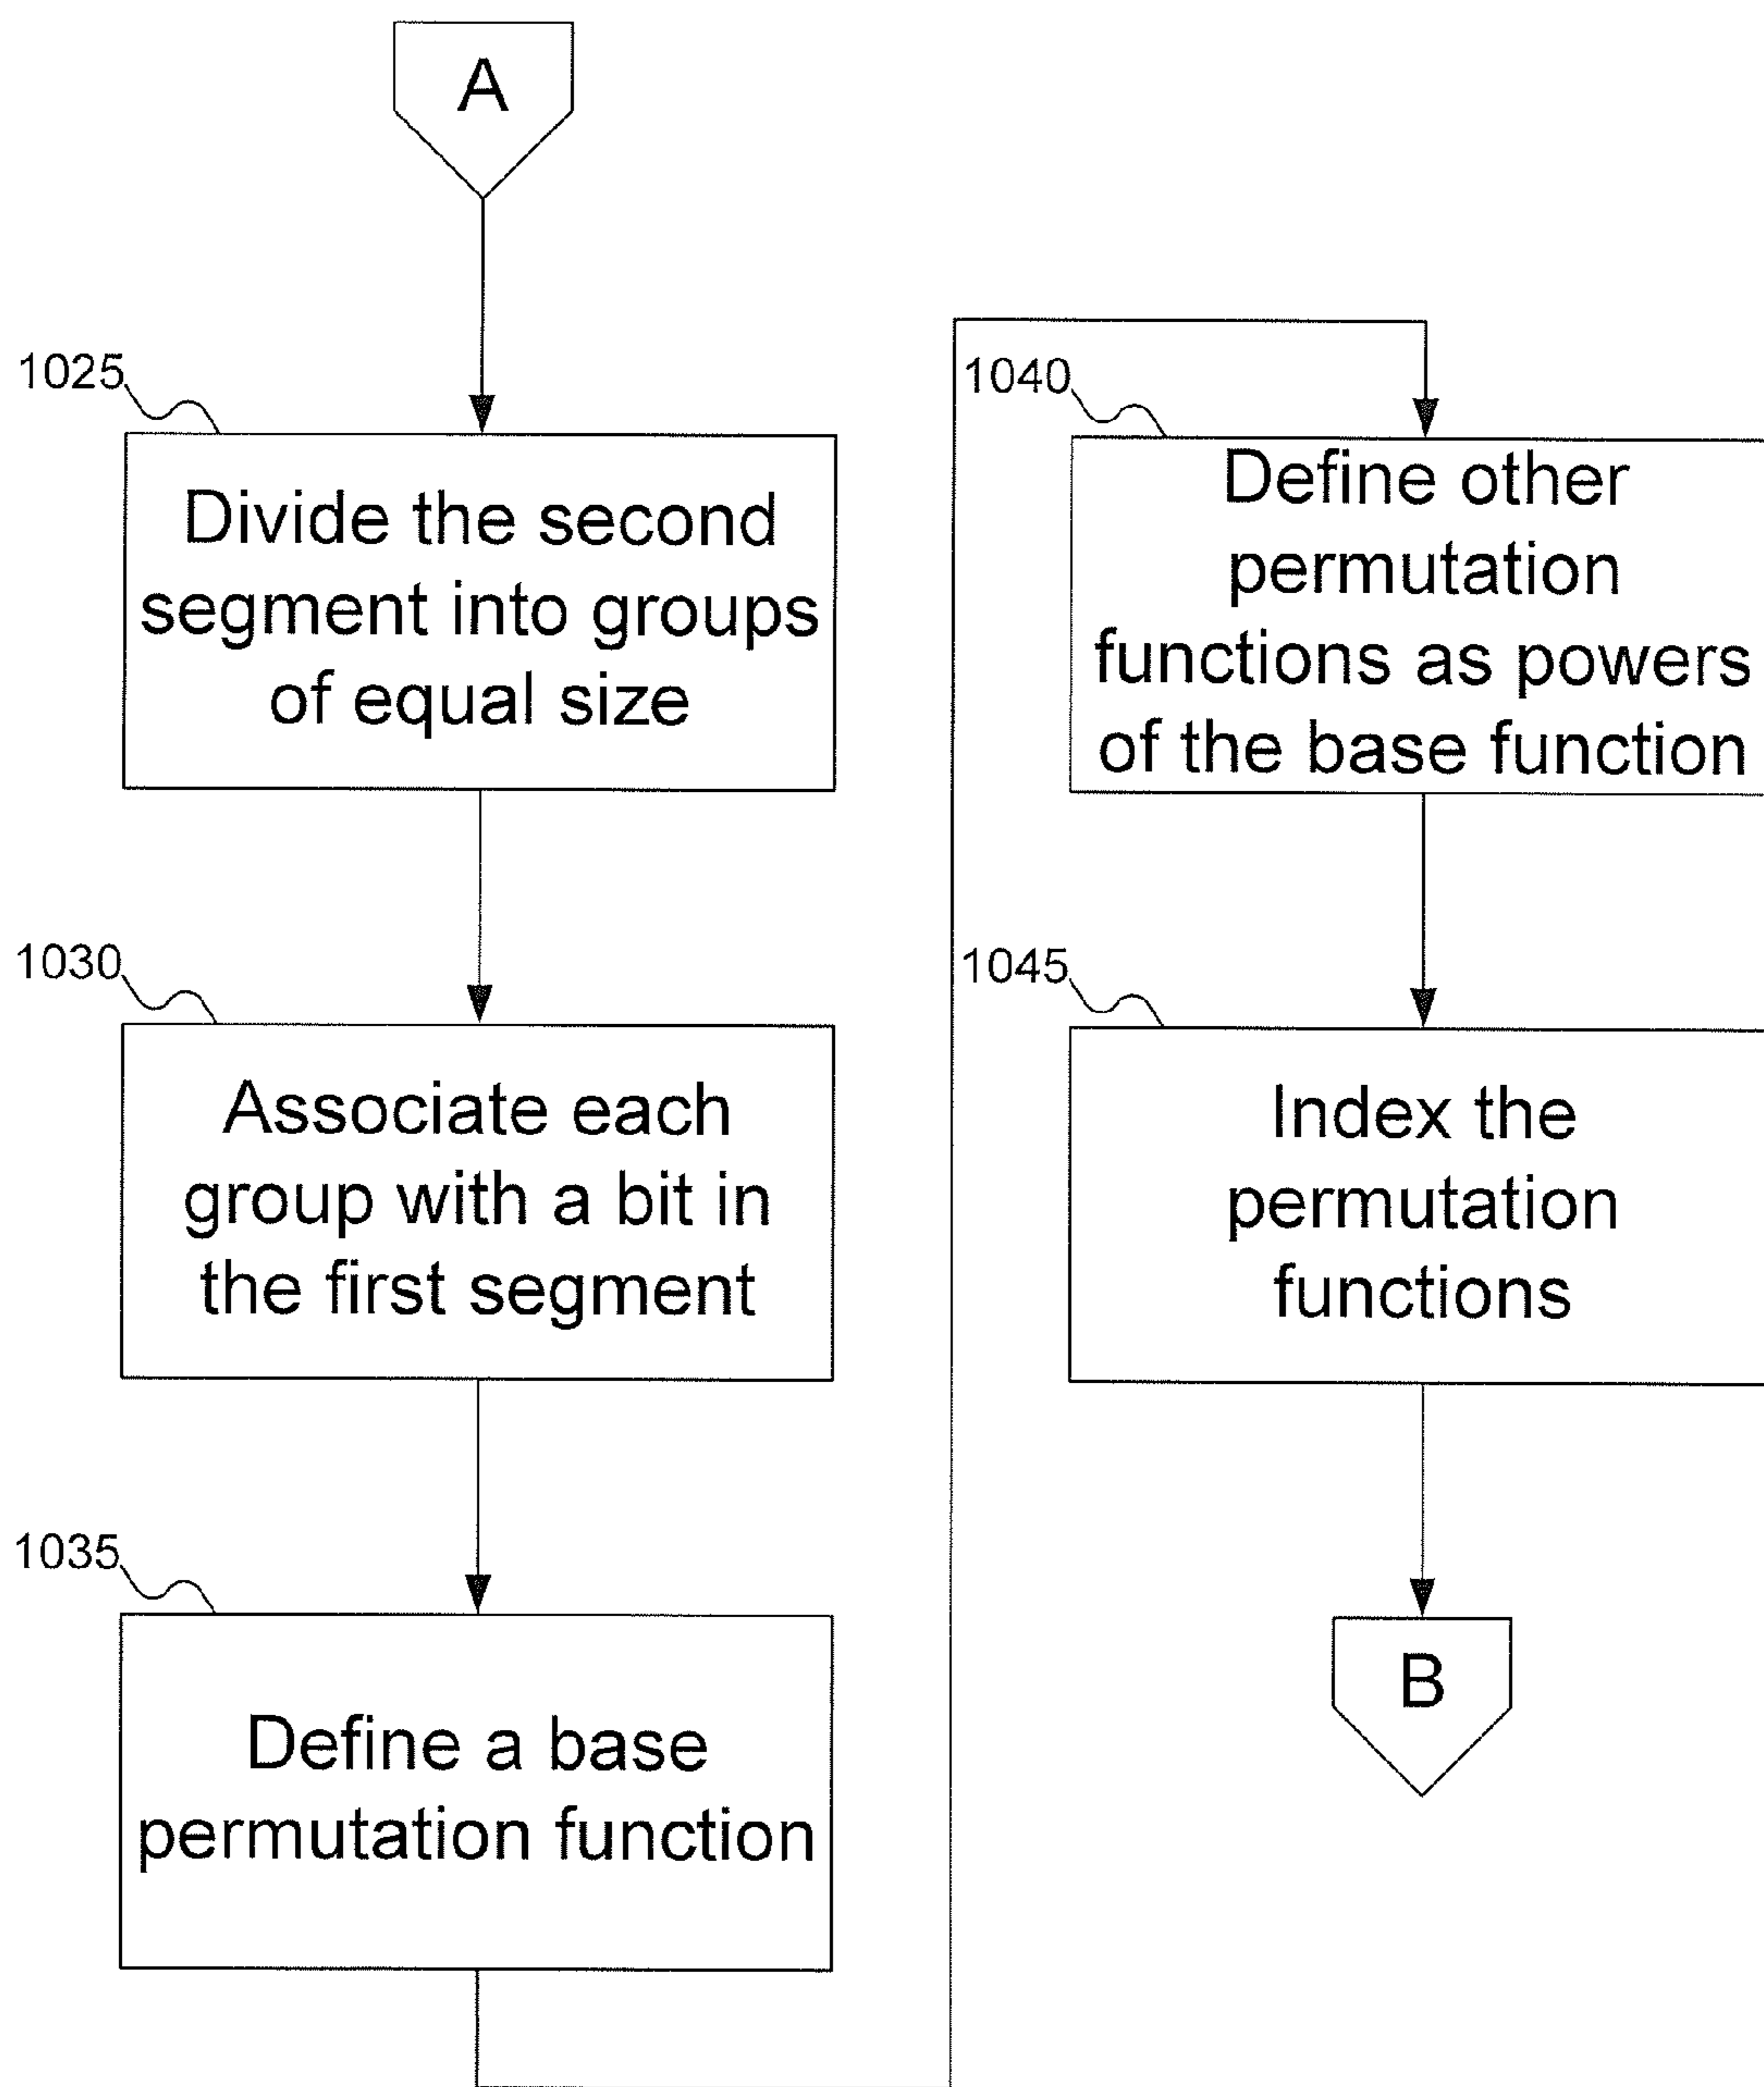 A
1025
Divide the second
segment into groups
of equal size
1030
Associate each
group with a bit in
the first segment
1035
Define a base
permutation function
1040
Define other
permutation
functions as powers
of the base function
1045
Index the
permutation
functions
B